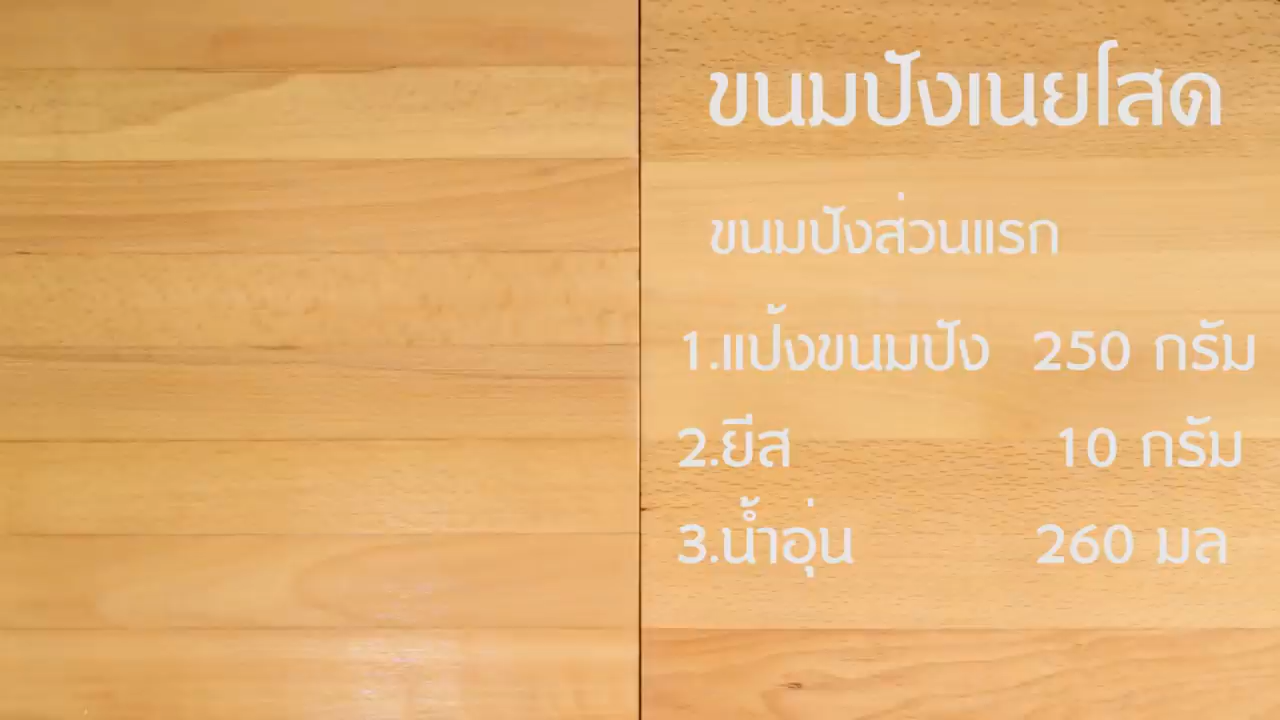 ขนมปังเนยโสด
ขนมปังส่วนแรก
1.แป้งขนมปัง 250 กรัม
2.ยีส 10 กรัม
3.น้ำอุ่น 260 มล